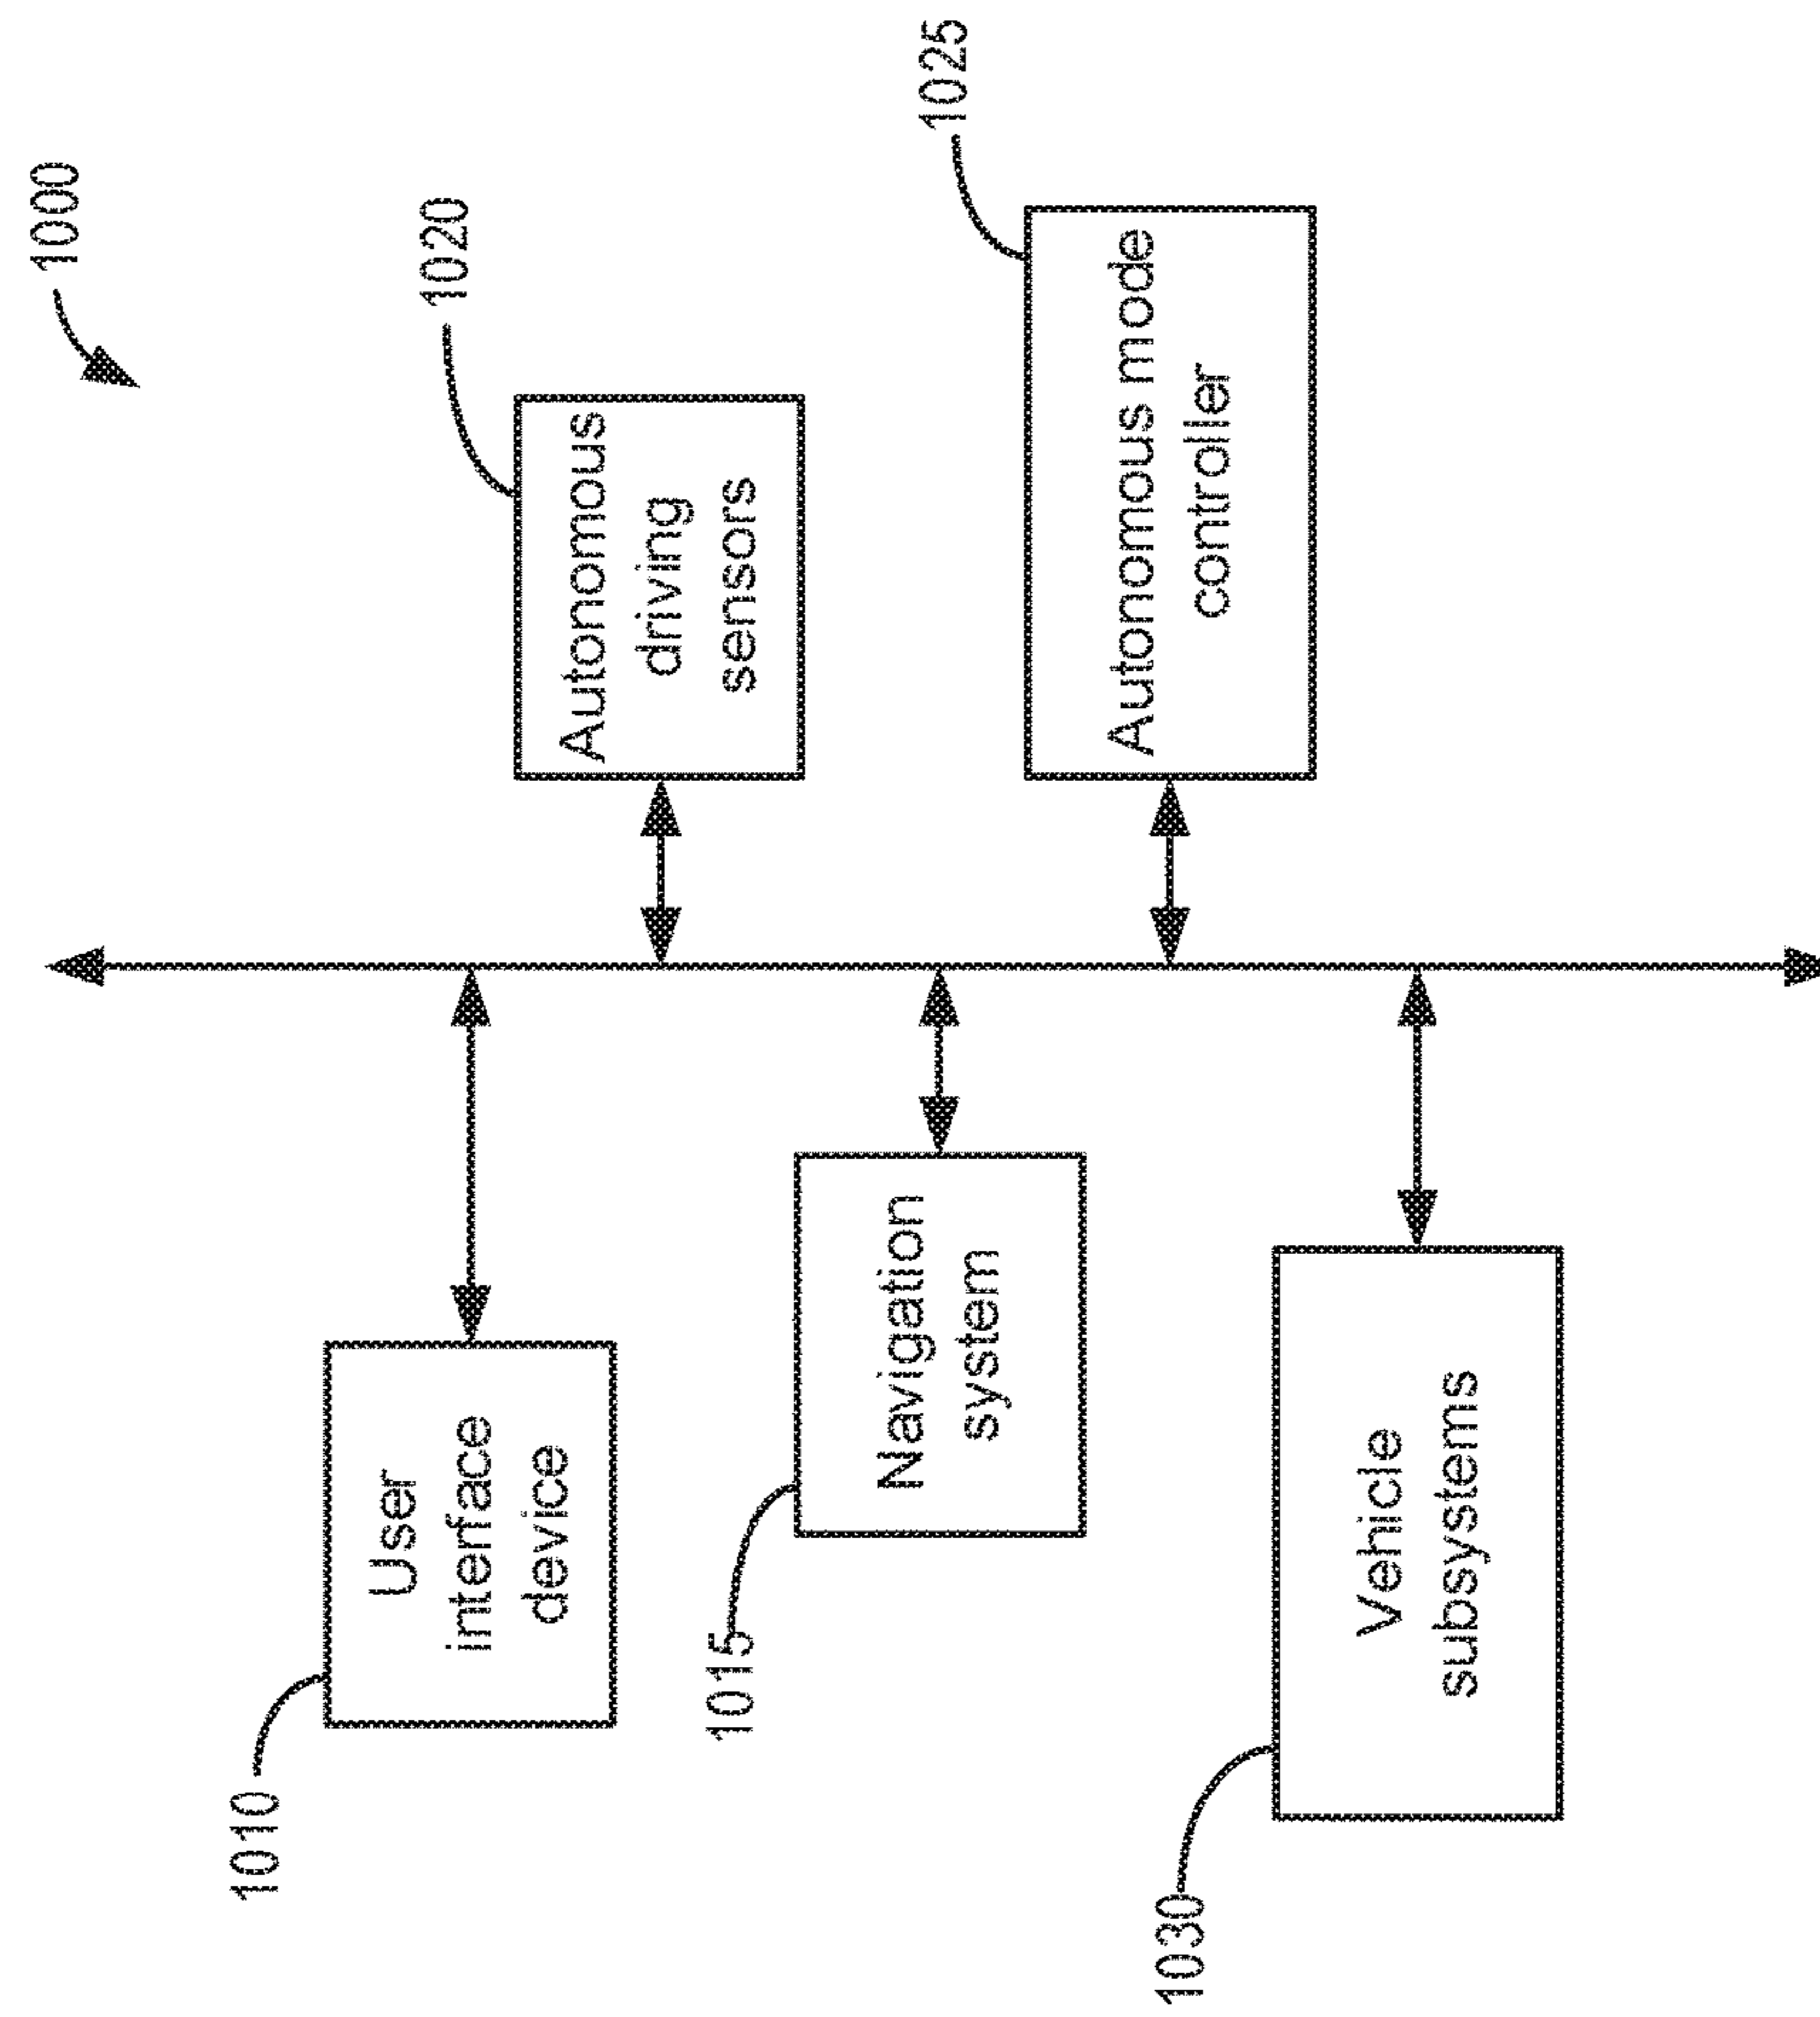 1000
1010
User
interface
device
1020
Autonomous
driving
sensors
1015
Navigation
system
1025
Autonomous mode
controller
1030
Vehicle
subsystems